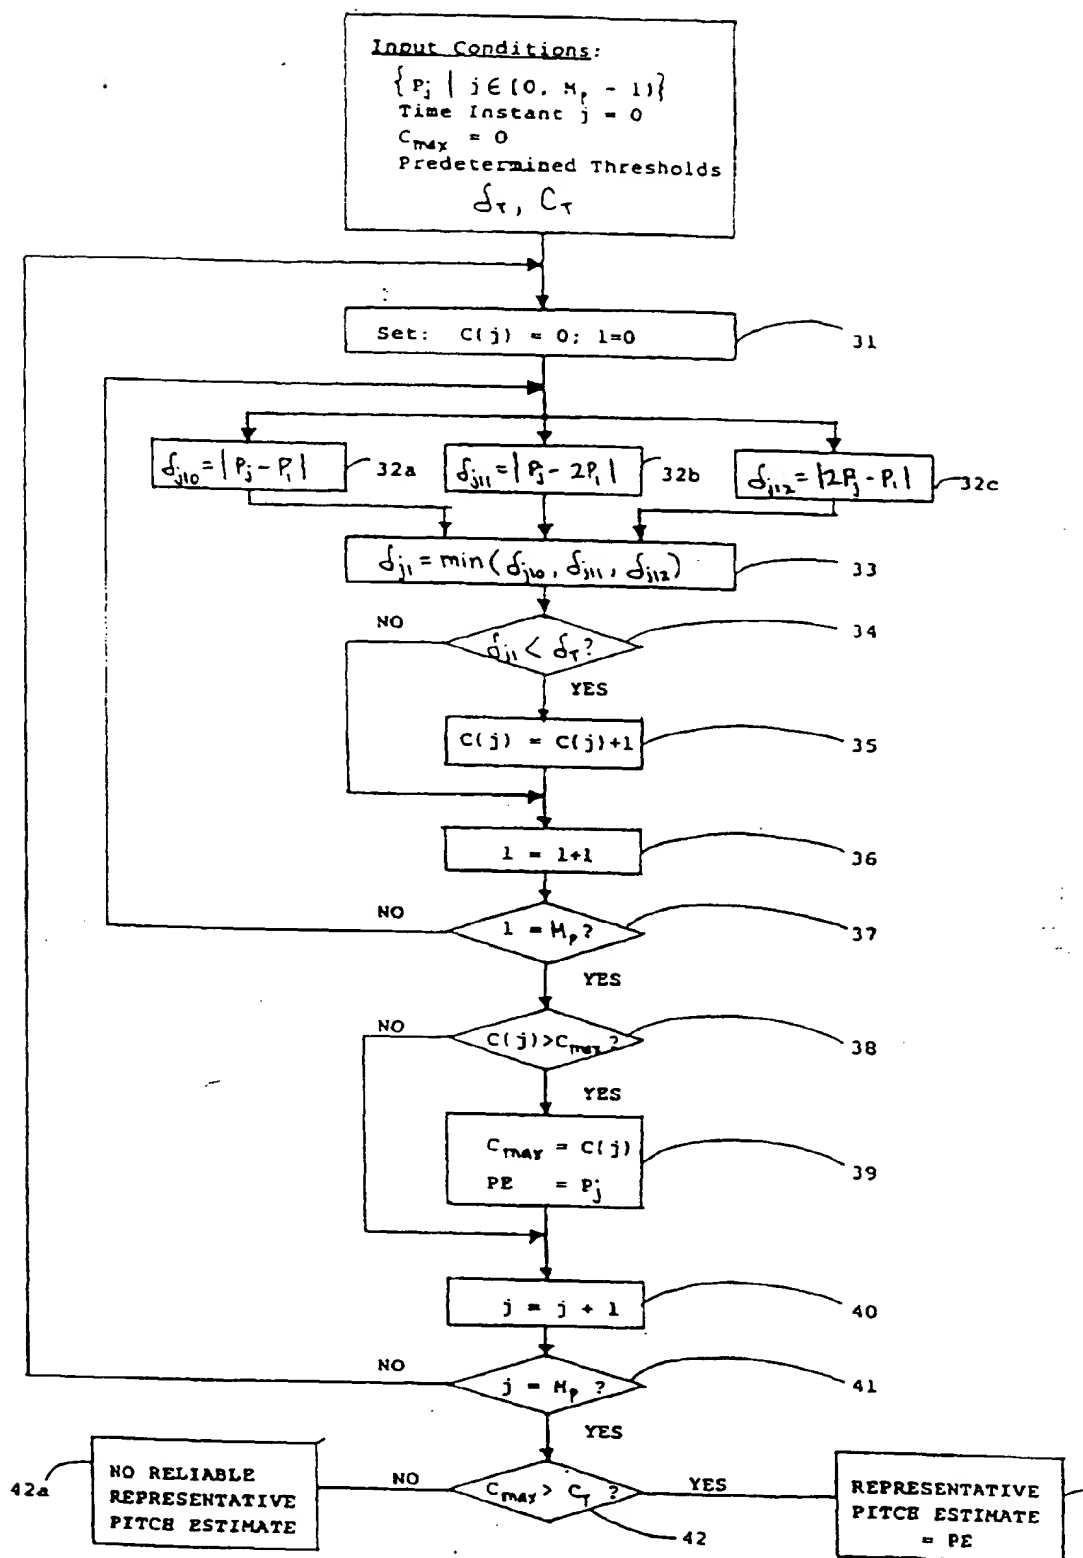 Input Conditions:
{Pj | j ∈ [0, Mp - 1]}
Time Instant j = 0
Cmax = 0
Predetermined Thresholds
δT, CT
Set: C(j) = 0; l=0
31
δjl0 = |Pj - Pl|
32a
δjl1 = |Pj - 2Pl|
32b
δjl2 = |2Pj - Pl|
32c
δjl = min(δjl0, δjl1, δjl2)
33
NO
δjl < δT?
34
YES
C(j) = C(j)+1
35
l = l+1
36
NO
l = Mp?
37
YES
NO
C(j)>Cmax?
38
YES
Cmax = C(j)
PE = Pj
39
j = j + 1
40
NO
j = Mp ?
41
YES
42a
NO RELIABLE
REPRESENTATIVE
PITCH ESTIMATE
NO
Cmax > CT ?
YES
42
REPRESENTATIVE
PITCH ESTIMATE
= PE